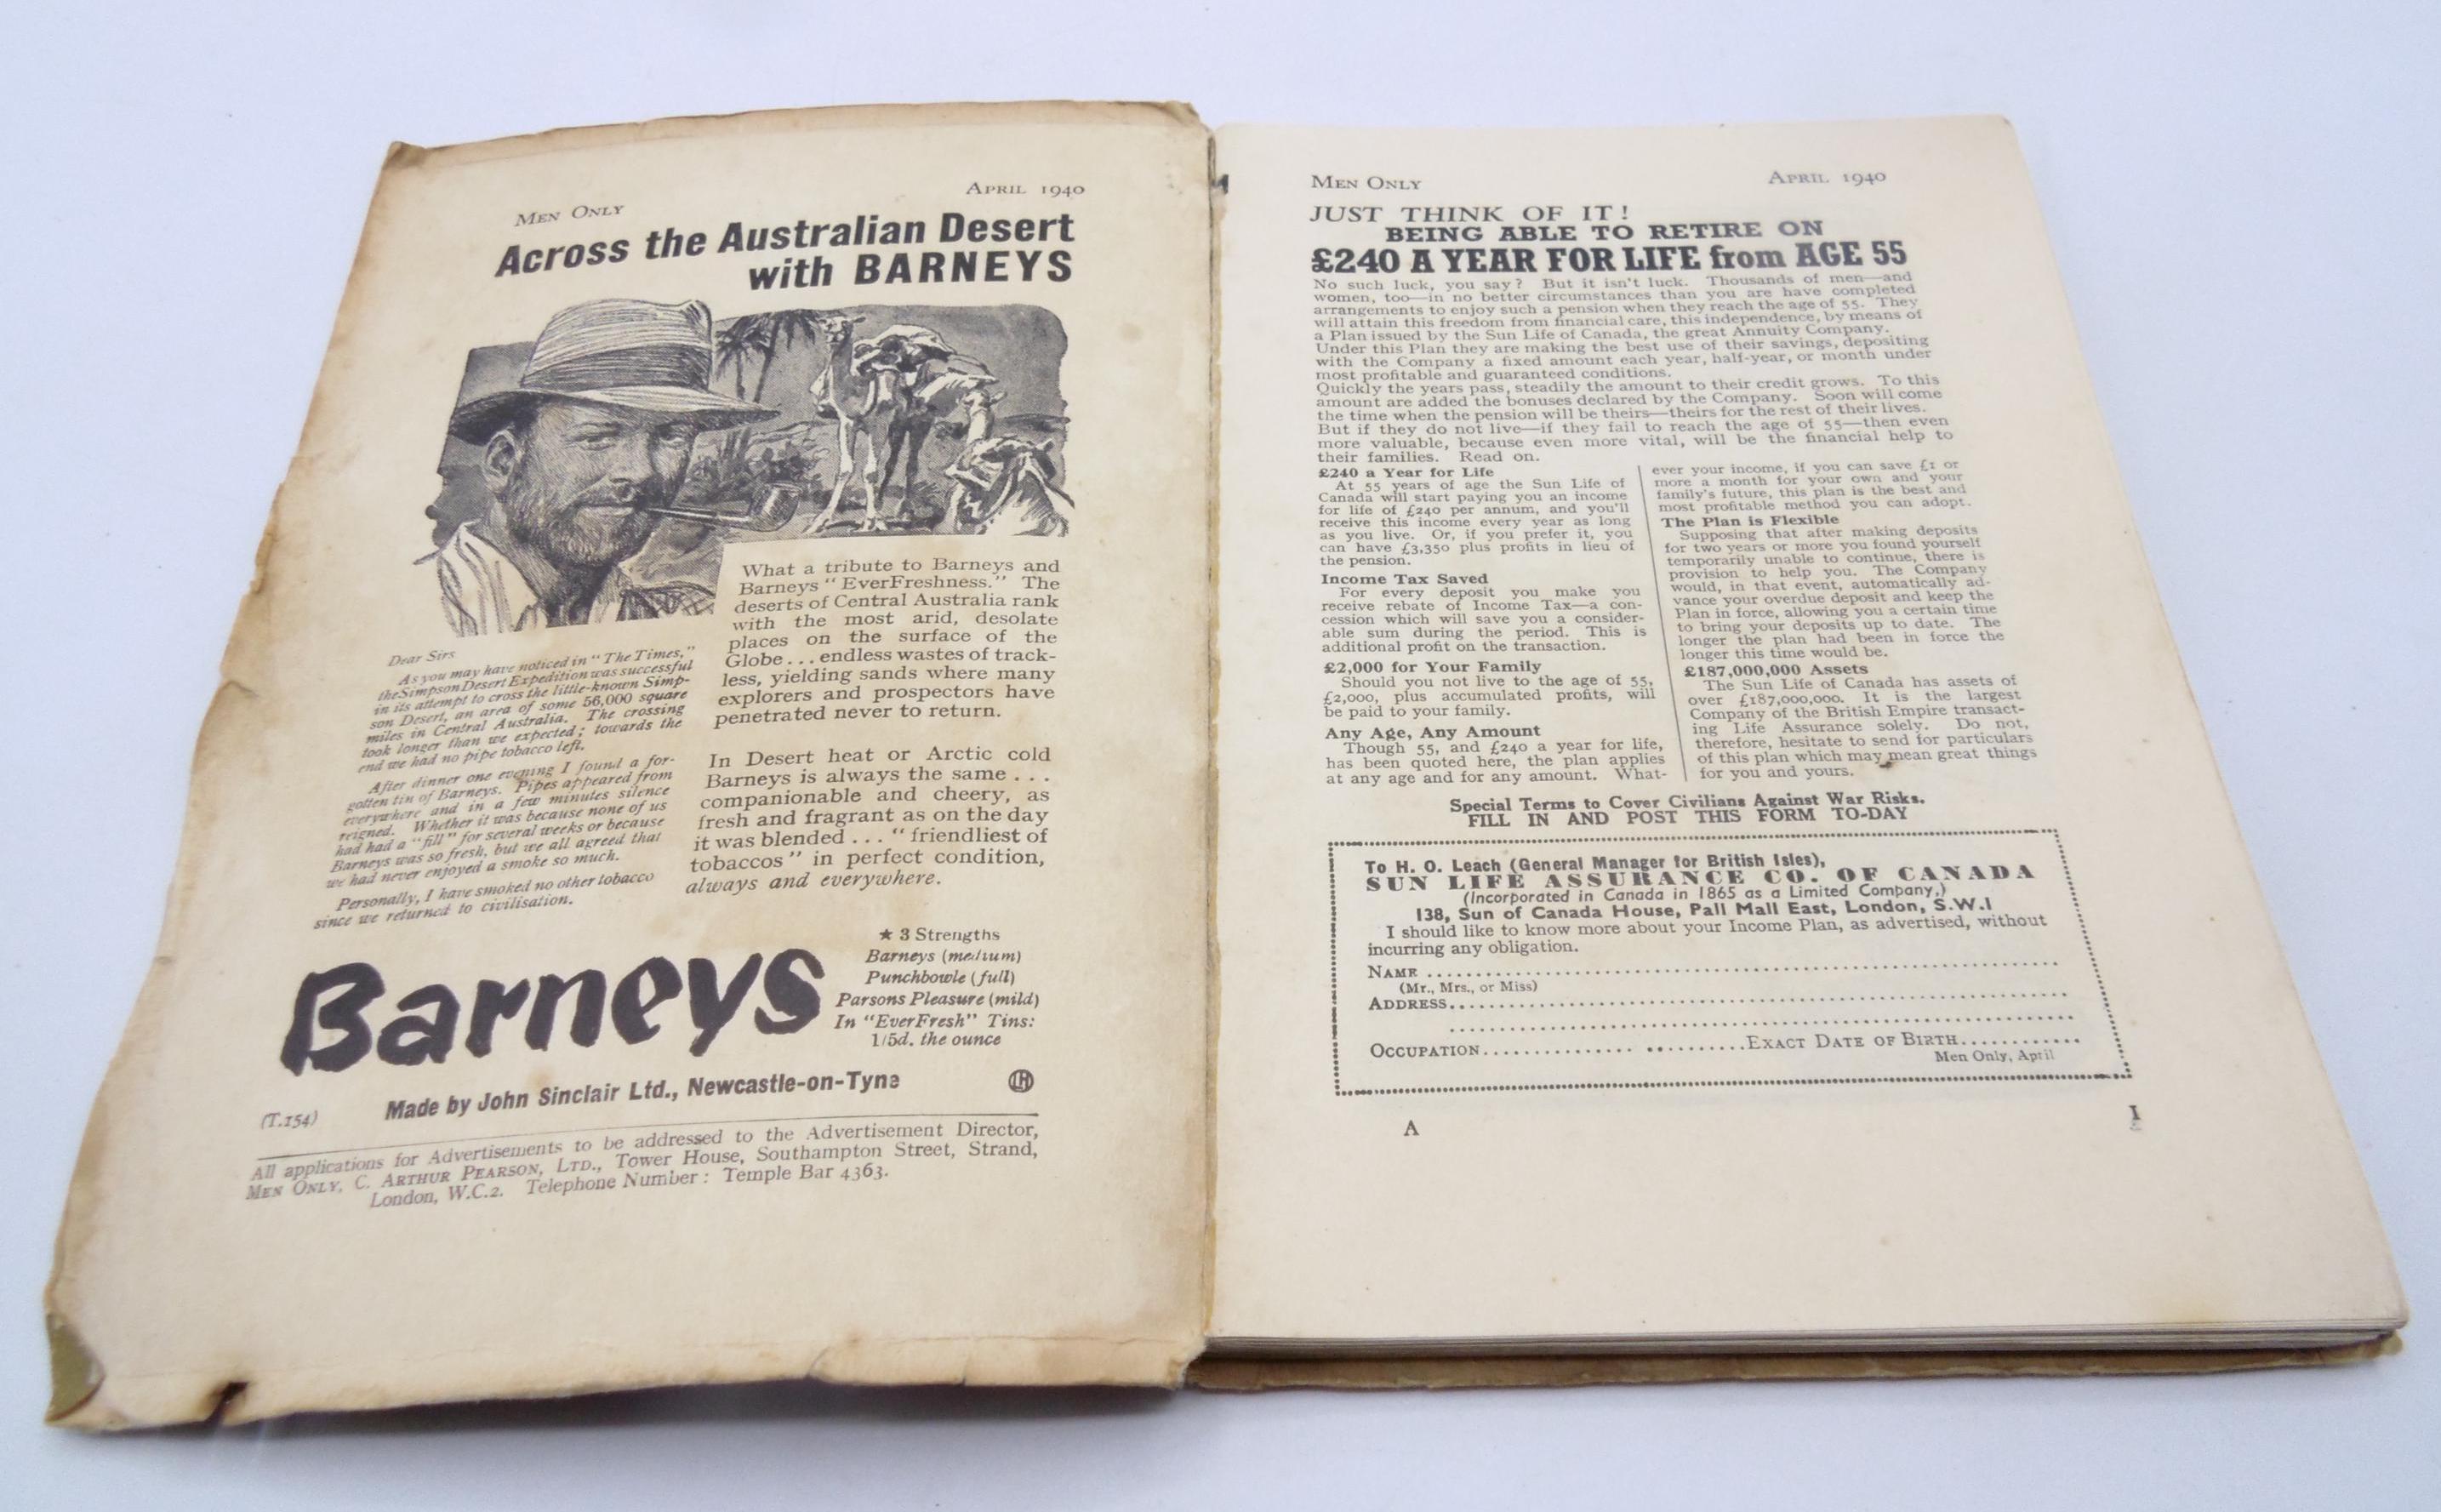 MEN ONLY APRIL 1940
Across the Australian Desert
with BARNEYS
What a tribute to Barneys and
Barneys "EverFreshness." The
deserts of Central Australia rank
with the most arid, desolate
places on the surface of the
Globe . . . endless wastes of track-
less, yielding sands where many
explorers and prospectors have
penetrated never to return.
In Desert heat or Arctic cold
Barneys is always the same . . .
companionable and cheery, as
fresh and fragrant as on the day
it was blended . . . "friendliest of
tobaccos" in perfect condition,
always and everywhere.
Dear Sirs
As you may have noticed in "The Times,"
the Simpson Desert Expedition was successful
in its attempt to cross the little-known Simp-
son Desert, an area of some 56,000 square
miles in Central Australia. The crossing
took longer than we expected; towards the
end we had no pipe tobacco left.
After dinner one evening I found a for-
gotten tin of Barneys. Pipes appeared from
everywhere and in a few minutes silence
reigned. Whether it was because none of us
had had a "fill" for several weeks or because
Barneys was so fresh, but we all agreed that
we had never enjoyed a smoke so much.
Personally, I have smoked no other tobacco
since we returned to civilisation.
Barneys
★ 3 Strengths
Barneys (medium)
Punchbowle (full)
Parsons Pleasure (mild)
In "EverFresh" Tins:
1/5d. the ounce
(T.154) Made by John Sinclair Ltd., Newcastle-on-Tyne
All applications for Advertisements to be addressed to the Advertisement Director,
MEN ONLY, C. ARTHUR PEARSON, LTD., Tower House, Southampton Street, Strand,
London, W.C.2. Telephone Number: Temple Bar 4363.
MEN ONLY APRIL 1940
JUST THINK OF IT!
BEING ABLE TO RETIRE ON
£240 A YEAR FOR LIFE from AGE 55
No such luck, you say? But it isn't luck. Thousands of men—and
women, too—in no better circumstances than you are have completed
arrangements to enjoy such a pension when they reach the age of 55. They
will attain this freedom from financial care, this independence, by means of
a Plan issued by the Sun Life of Canada, the great Annuity Company.
Under this Plan they are making the best use of their savings, depositing
with the Company a fixed amount each year, half-year, or month under
most profitable and guaranteed conditions.
Quickly the years pass, steadily the amount to their credit grows. To this
amount are added the bonuses declared by the Company. Soon will come
the time when the pension will be theirs—theirs for the rest of their lives.
But if they do not live—if they fail to reach the age of 55—then even
more valuable, because even more vital, will be the financial help to
their families. Read on.
£240 a Year for Life
At 55 years of age the Sun Life of
Canada will start paying you an income
for life of £240 per annum, and you'll
receive this income every year as long
as you live. Or, if you prefer it, you
can have £3,350 plus profits in lieu of
the pension.
Income Tax Saved
For every deposit you make you
receive rebate of Income Tax—a con-
cession which will save you a consider-
able sum during the period. This is
additional profit on the transaction.
£2,000 for Your Family
Should you not live to the age of 55,
£2,000, plus accumulated profits, will
be paid to your family.
Any Age, Any Amount
Though 55, and £240 a year for life,
has been quoted here, the plan applies
at any age and for any amount. What-
ever your income, if you can save £1 or
more a month for your own and your
family's future, this plan is the best and
most profitable method you can adopt.
The Plan is Flexible
Supposing that after making deposits
for two years or more you found yourself
temporarily unable to continue, there is
provision to help you. The Company
would, in that event, automatically ad-
vance your overdue deposit and keep the
Plan in force, allowing you a certain time
to bring your deposits up to date. The
longer the plan had been in force the
longer this time would be.
£187,000,000 Assets
The Sun Life of Canada has assets of
over £187,000,000. It is the largest
Company of the British Empire transact-
ing Life Assurance solely. Do not,
therefore, hesitate to send for particulars
of this plan which may mean great things
for you and yours.
Special Terms to Cover Civilians Against War Risks.
FILL IN AND POST THIS FORM TO-DAY
To H. O. Leach (General Manager for British Isles),
SUN LIFE ASSURANCE CO. OF CANADA
(Incorporated in Canada in 1865 as a Limited Company,)
138, Sun of Canada House, Pall Mall East, London, S.W.1
I should like to know more about your Income Plan, as advertised, without
incurring any obligation.
NAME
(Mr., Mrs., or Miss)
ADDRESS
OCCUPATION EXACT DATE OF BIRTH
Men Only, April
A 1